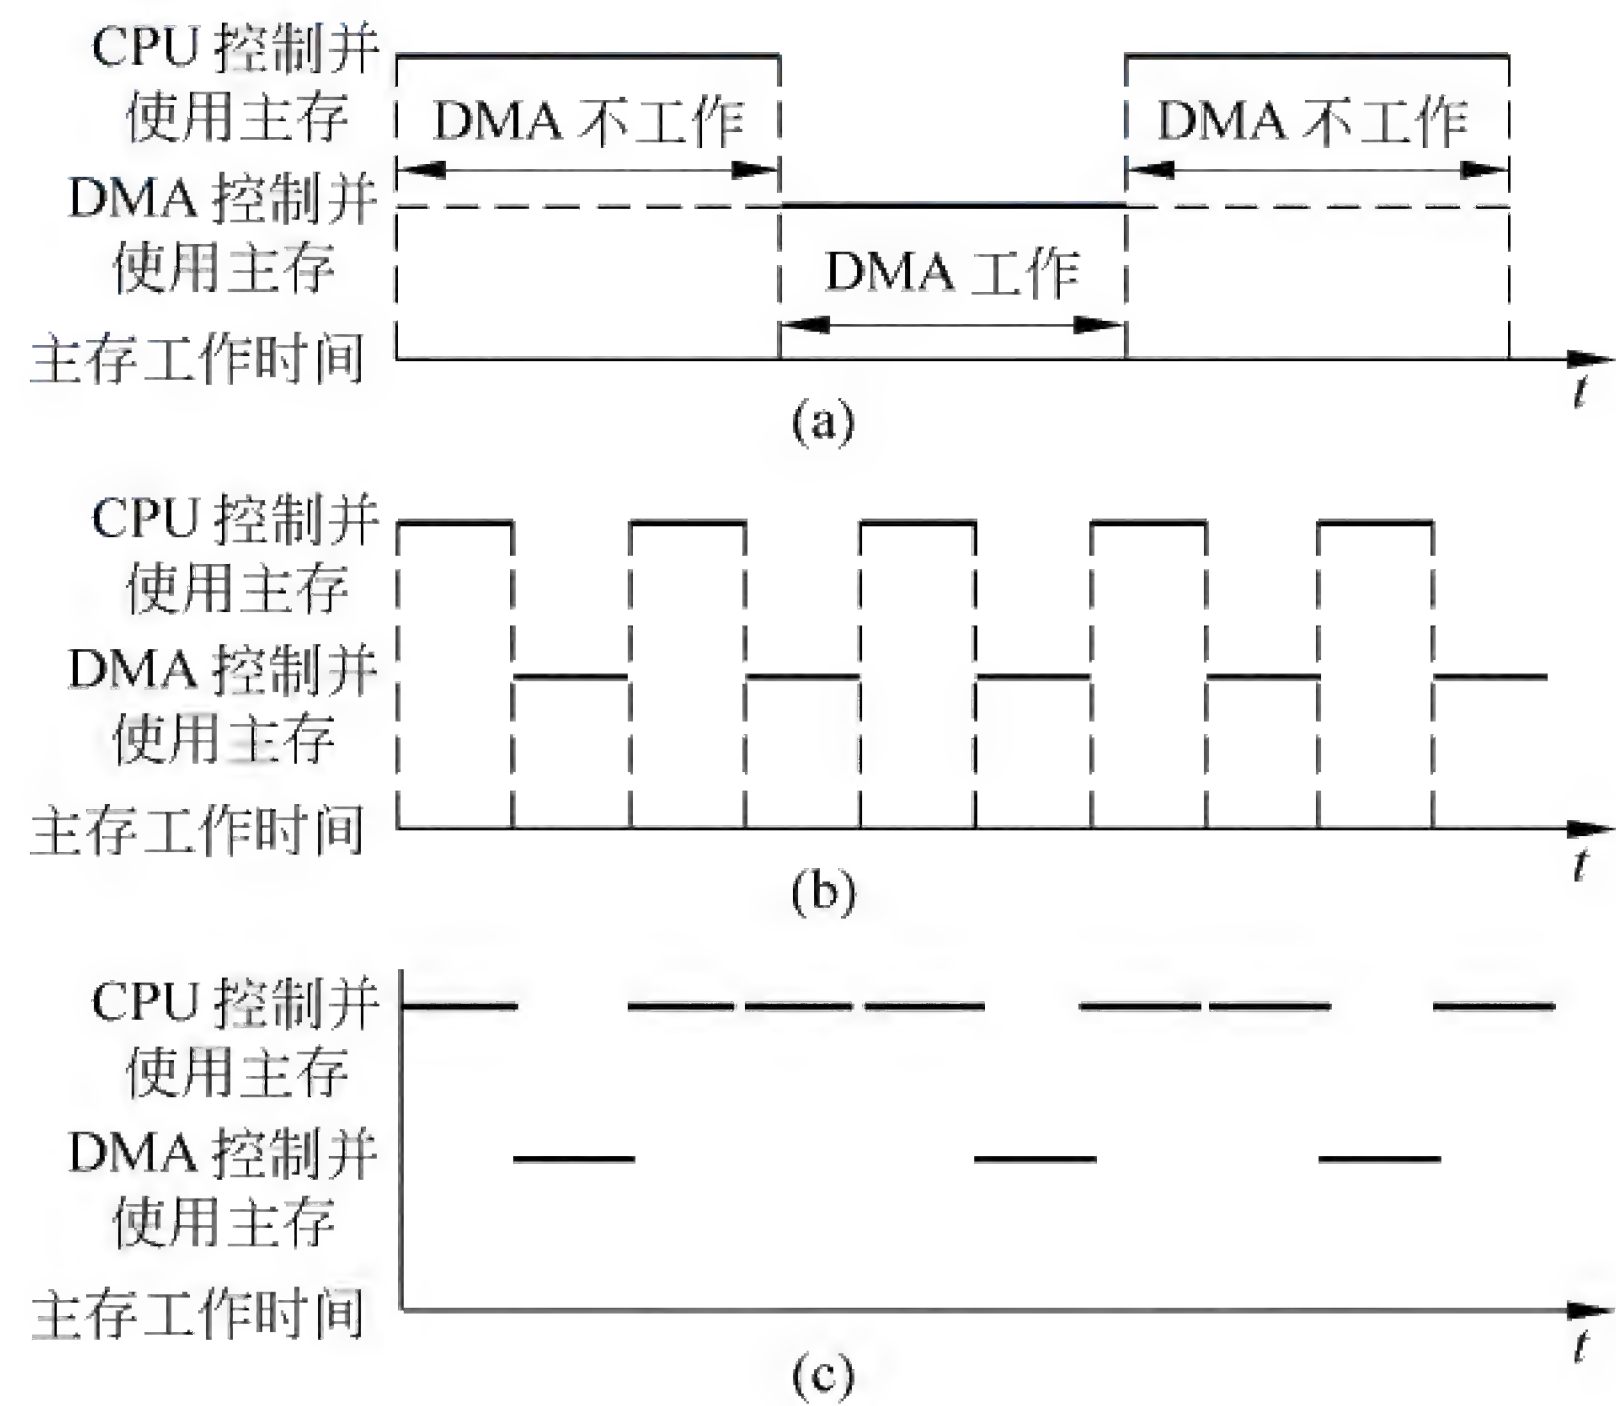 CPU 控制并
使用主存
DMA 不工作
DMA 不工作
DMA 控制并
使用主存
DMA 工作
主存工作时间
t
(a)
CPU 控制并
使用主存
DMA 控制并
使用主存
主存工作时间
t
(b)
CPU 控制并
使用主存
DMA 控制并
使用主存
主存工作时间
t
(c)